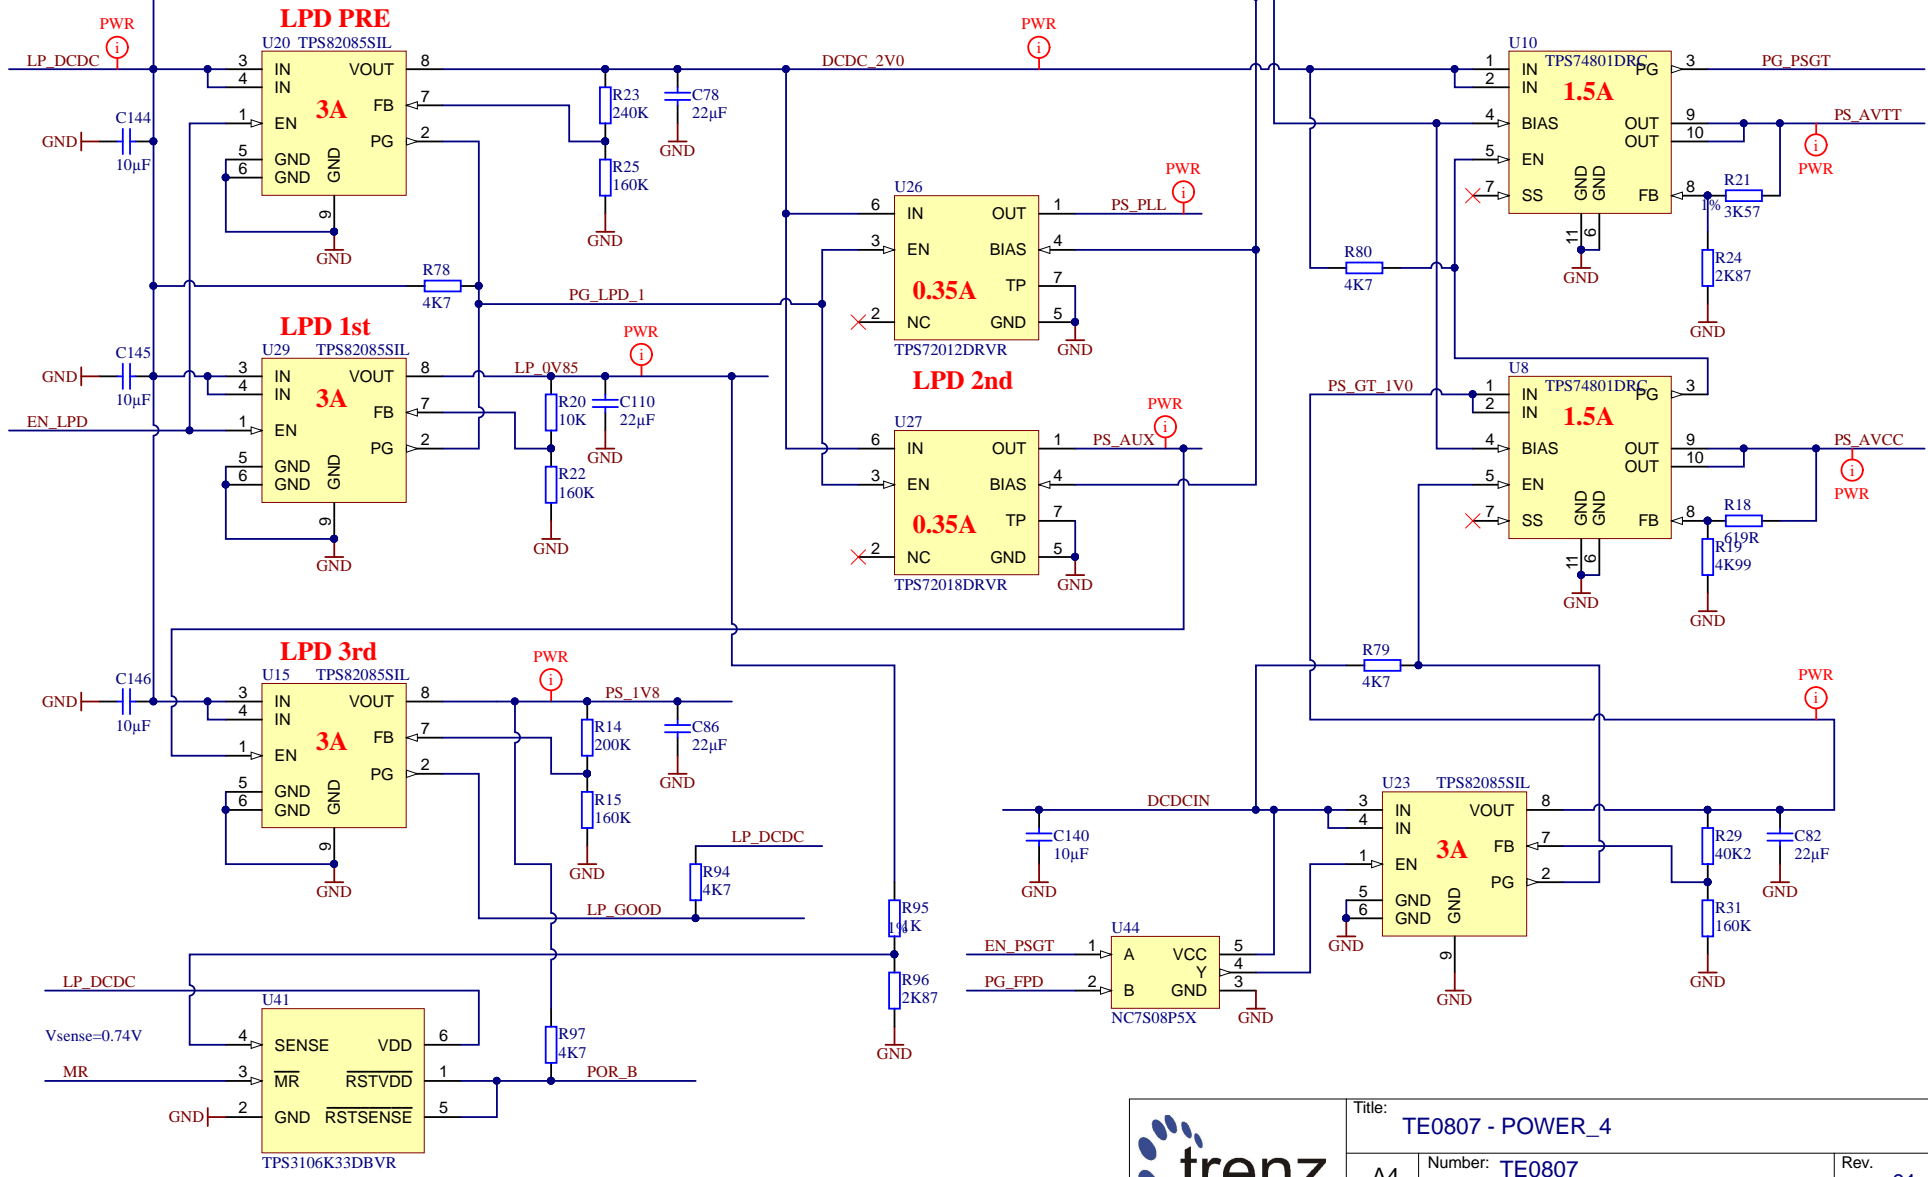 LPD PRE
PWR
U20 TPS82085SIL
LP_DCDC
3 IN VOUT 8
4 IN
3A
FB 7
1 EN
PG 2
5 GND
6 GND
GND
9
GND
C144
10µF
GND
R23
240K
C78
22µF
GND
R25
160K
GND
DCDC_2V0
PWR
R78
4K7
PG_LPD_1
LPD 1st
U29 TPS82085SIL
C145
10µF
GND
EN_LPD
3 IN VOUT 8
4 IN
3A
FB 7
1 EN
PG 2
5 GND
6 GND
GND
9
GND
LP_0V85
PWR
R20
10K
C110
22µF
GND
R22
160K
GND
U26
6 IN OUT 1
3 EN BIAS 4
0.35A
TP 7
2 NC GND 5
TPS72012DRVR
GND
PS_PLL
PWR
LPD 2nd
U27
6 IN OUT 1
3 EN BIAS 4
0.35A
TP 7
2 NC GND 5
TPS72018DRVR
GND
PS_AUX
PWR
U10
TPS74801DRC
1 IN PG 3
2 IN
1.5A
4 BIAS OUT 9
OUT 10
5 EN
7 SS FB 8
GND
GND
11
6
GND
PG_PSGT
PS_AVTT
PWR
R21
1% 3K57
R24
2K87
GND
R80
4K7
U8
TPS74801DRC
PS_GT_1V0
1 IN PG 3
2 IN
1.5A
4 BIAS OUT 9
OUT 10
5 EN
7 SS FB 8
GND
GND
11
6
GND
PS_AVCC
PWR
R18
619R
R19
4K99
GND
R79
4K7
PWR
LPD 3rd
U15 TPS82085SIL
C146
10µF
GND
3 IN VOUT 8
4 IN
3A
FB 7
1 EN
PG 2
5 GND
6 GND
GND
9
GND
PWR
PS_1V8
R14
200K
C86
22µF
GND
R15
160K
GND
LP_DCDC
R94
4K7
LP_GOOD
R95
1% 1K
R96
2K87
GND
LP_DCDC
U41
Vsense=0.74V
4 SENSE VDD 6
MR
3 MR RSTVDD 1
GND
2 GND RSTSENSE 5
TPS3106K33DBVR
R97
4K7
POR_B
DCDCIN
C140
10µF
GND
U23 TPS82085SIL
3 IN VOUT 8
4 IN
3A
FB 7
1 EN
PG 2
5 GND
6 GND
GND
9
GND
GND
R29
40K2
C82
22µF
GND
R31
160K
GND
U44
EN_PSGT
1 A VCC 5
Y 4
PG_FPD
2 B GND 3
NC7S08P5X
GND
trenz
Title:
TE0807 - POWER_4
A4
Number: TE0807
Rev.